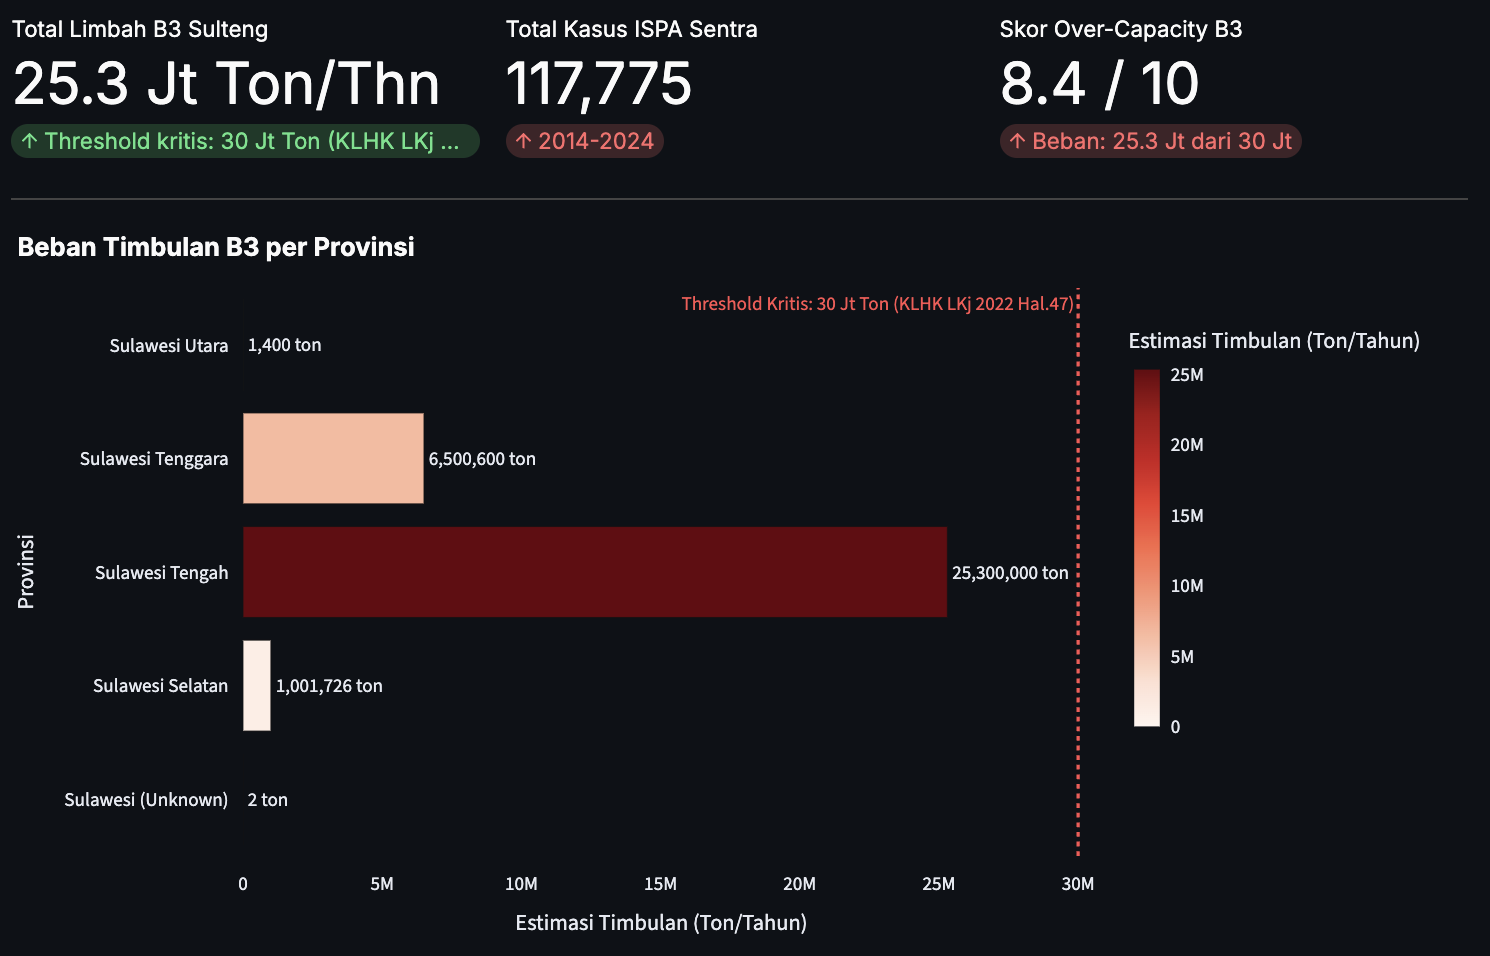 Total Limbah B3 Sulteng
25.3 Jt Ton/Thn
↑ Threshold kritis: 30 Jt Ton (KLHK LKj ...
Total Kasus ISPA Sentra
117,775
↑ 2014-2024
Skor Over-Capacity B3
8.4 / 10
↑ Beban: 25.3 Jt dari 30 Jt
Beban Timbulan B3 per Provinsi
Threshold Kritis: 30 Jt Ton (KLHK LKj 2022 Hal.47)
Provinsi
Sulawesi Utara
1,400 ton
Sulawesi Tenggara
6,500,600 ton
Sulawesi Tengah
25,300,000 ton
Sulawesi Selatan
1,001,726 ton
Sulawesi (Unknown)
2 ton
0
5M
10M
15M
20M
25M
30M
Estimasi Timbulan (Ton/Tahun)
Estimasi Timbulan (Ton/Tahun)
25M
20M
15M
10M
5M
0